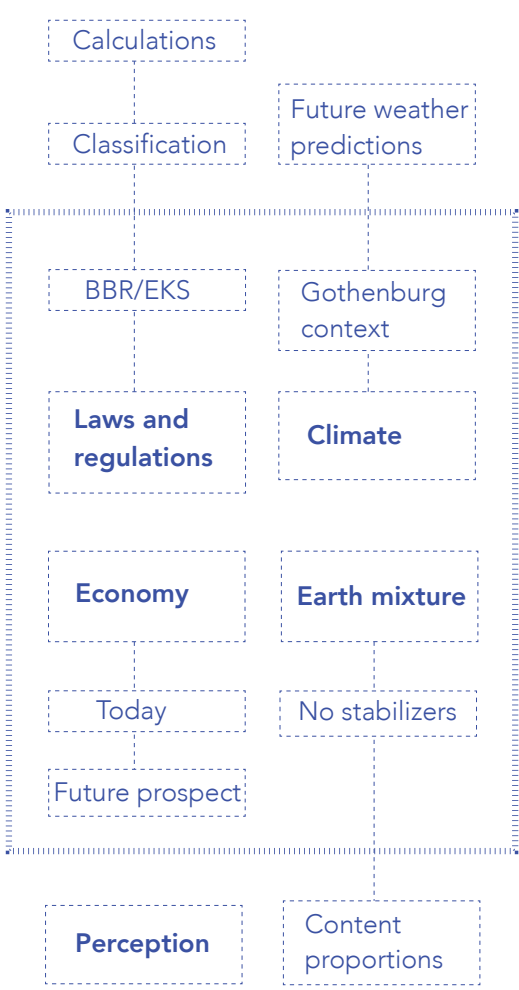 Calculations
Classification
Future weather
predictions
BBR/EKS
Gothenburg
context
Laws and
regulations
Climate
Economy
Earth mixture
Today
No stabilizers
Future prospect
Perception
Content
proportions